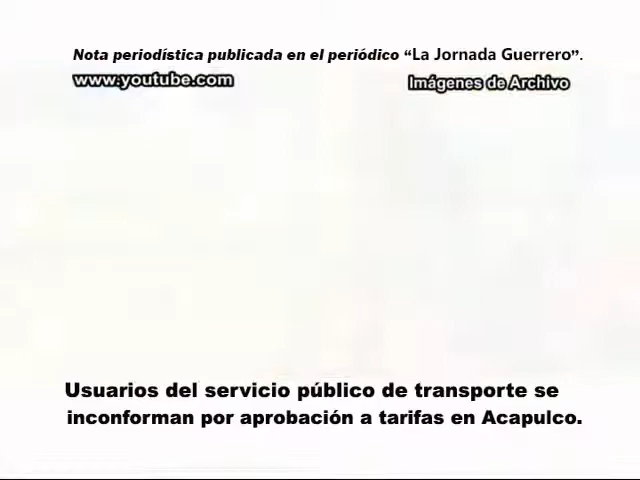 Nota periodística publicada en el periódico “La Jornada Guerrero”.
www.youtube.com
Imágenes de Archivo
Usuarios del servicio público de transporte se
inconforman por aprobación a tarifas en Acapulco.